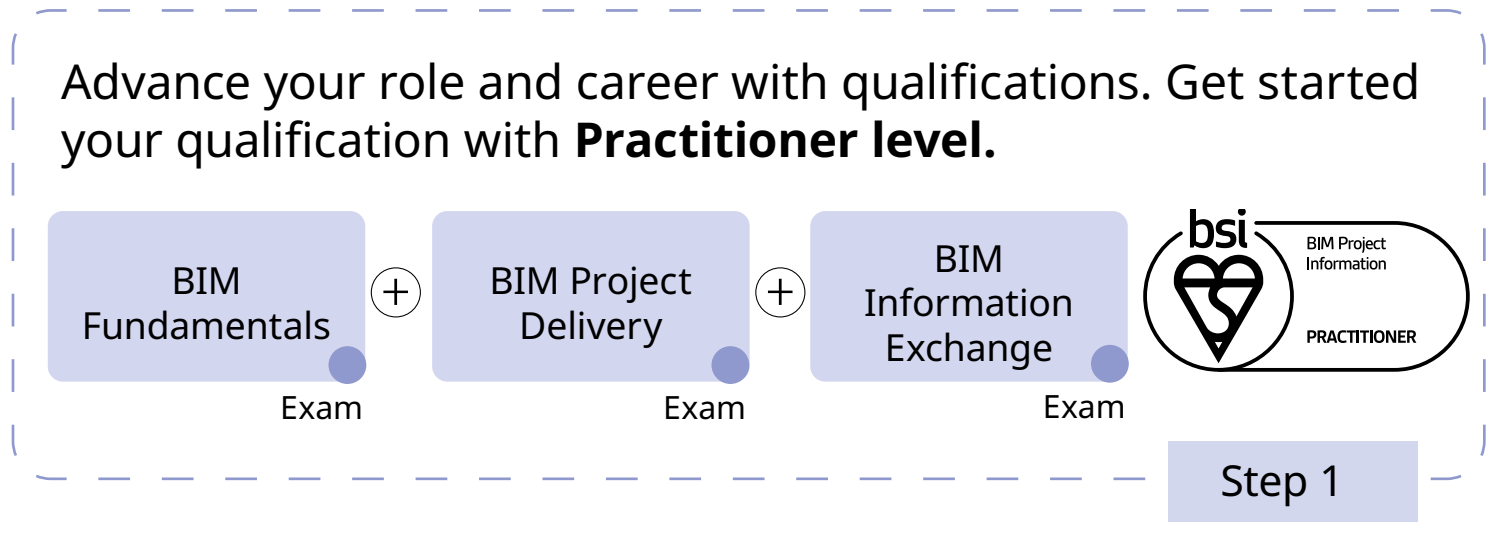 Advance your role and career with qualifications. Get started
your qualification with Practitioner level.
BIM
Fundamentals
Exam
BIM Project
Delivery
Exam
BIM
Information
Exchange
Exam
bsi
BIM Project
Information
PRACTITIONER
Step 1